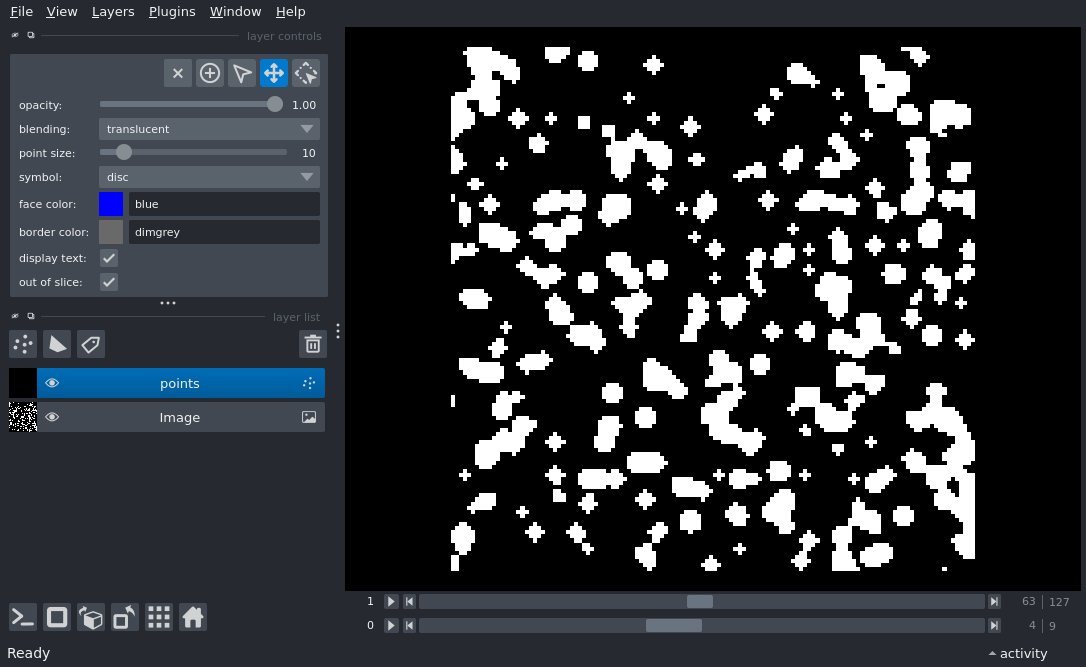 File View Layers Plugins Window Help
layer controls
opacity: 1.00
blending: translucent
point size: 10
symbol: disc
face color: blue
border color: dimgrey
display text:
out of slice:
layer list
points
Image
1 63 127
0 4 9
Ready activity